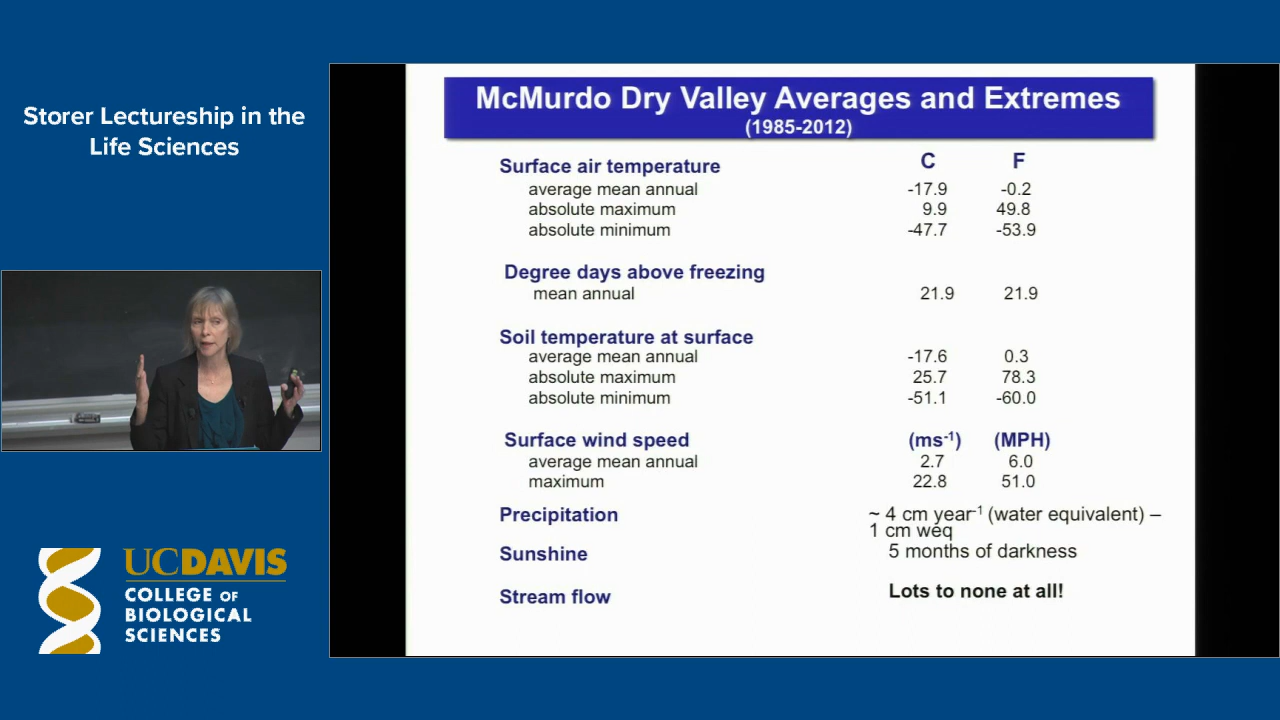 Storer Lectureship in the
Life Sciences
UCDAVIS
COLLEGE OF
BIOLOGICAL
SCIENCES
McMurdo Dry Valley Averages and Extremes
(1985-2012)
Surface air temperature C F
average mean annual -17.9 -0.2
absolute maximum 9.9 49.8
absolute minimum -47.7 -53.9
Degree days above freezing
mean annual 21.9 21.9
Soil temperature at surface
average mean annual -17.6 0.3
absolute maximum 25.7 78.3
absolute minimum -51.1 -60.0
Surface wind speed (ms⁻¹) (MPH)
average mean annual 2.7 6.0
maximum 22.8 51.0
Precipitation ~ 4 cm year⁻¹ (water equivalent) –
1 cm weq
Sunshine 5 months of darkness
Stream flow Lots to none at all!